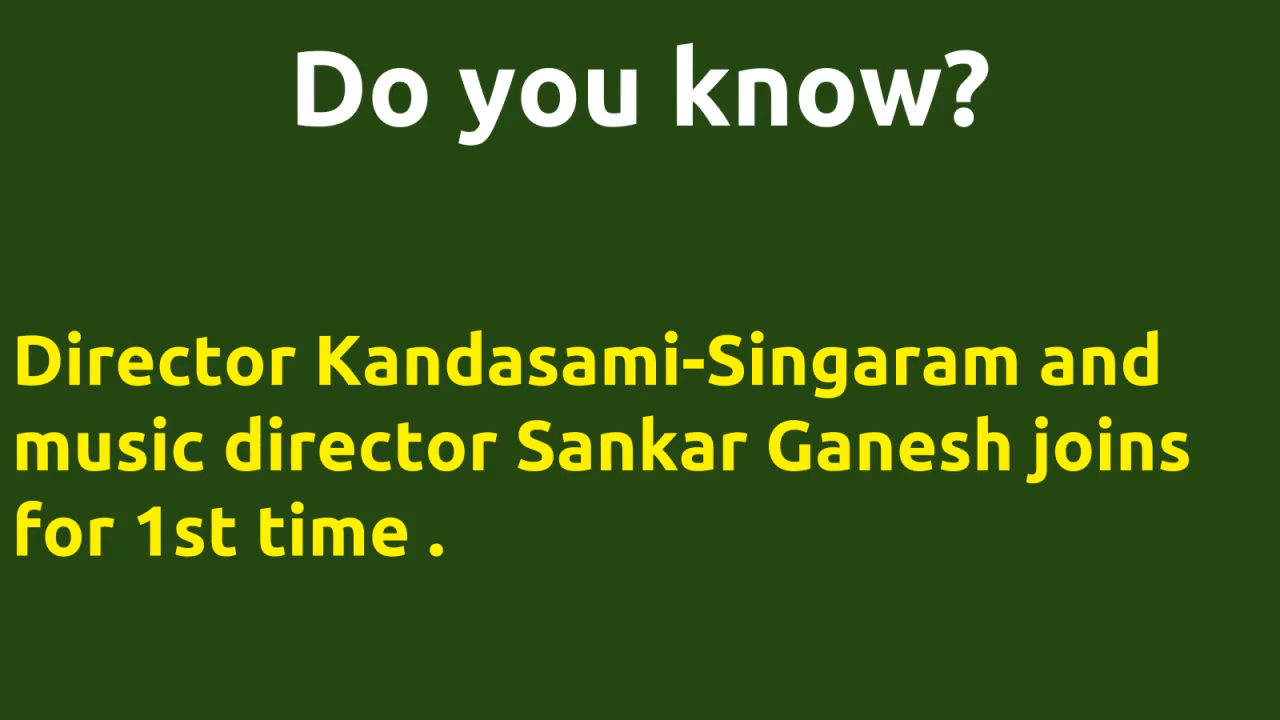 Do you know?
Director Kandasami-Singaram and
music director Sankar Ganesh joins
for 1st time .